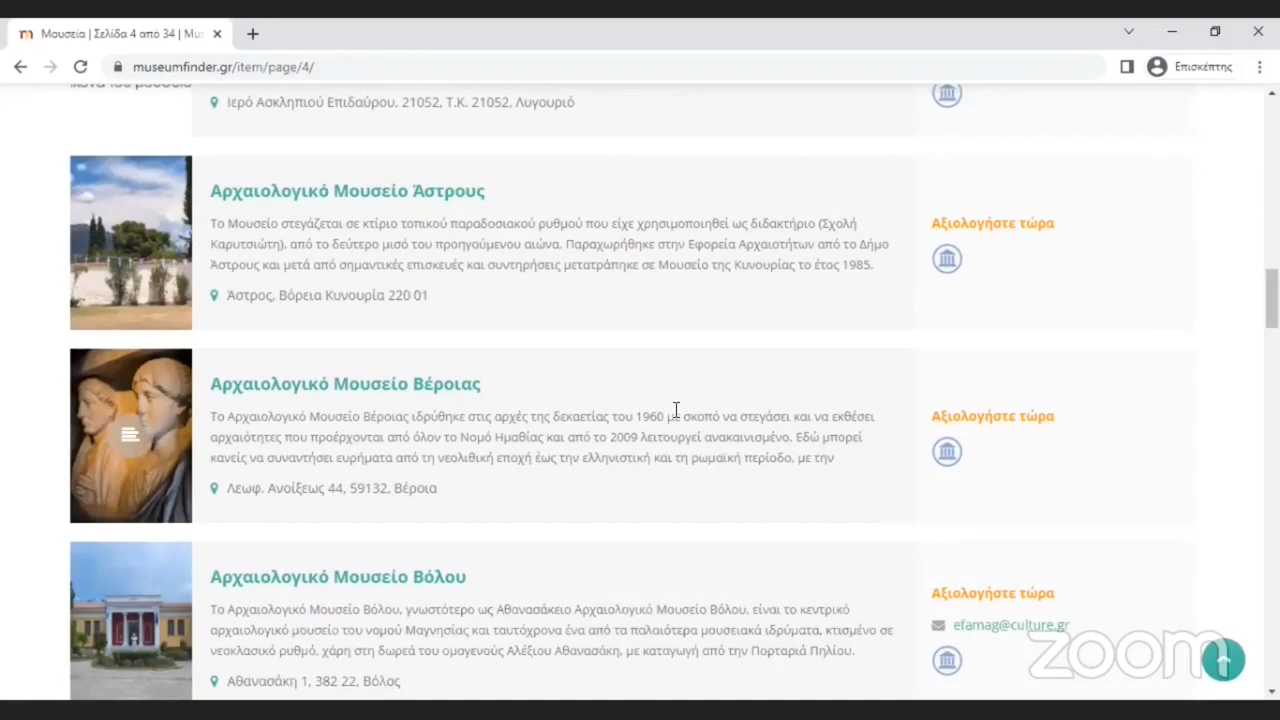 Μουσεία | Σελίδα 4 από 34 | Mus
museumfinder.gr/item/page/4/
Επισκέπτης
Ιερό Ασκληπιού Επιδαύρου, 21052, Τ.Κ. 21052, Λυγουριό
Αρχαιολογικό Μουσείο Άστρους
Το Μουσείο στεγάζεται σε κτίριο τοπικού παραδοσιακού ρυθμού που είχε χρησιμοποιηθεί ως διδακτήριο (Σχολή
Καρυτσιώτη), από το δεύτερο μισό του προηγούμενου αιώνα. Παραχωρήθηκε στην Εφορεία Αρχαιοτήτων από το Δήμο
Άστρους και μετά από σημαντικές επισκευές και συντηρήσεις μετατράπηκε σε Μουσείο της Κυνουρίας το έτος 1985.
Άστρος, Βόρεια Κυνουρία 220 01
Αξιολογήστε τώρα
Αρχαιολογικό Μουσείο Βέροιας
Το Αρχαιολογικό Μουσείο Βέροιας ιδρύθηκε στις αρχές της δεκαετίας του 1960 με σκοπό να στεγάσει και να εκθέσει
αρχαιότητες που προέρχονται από όλον το Νομό Ημαθίας και από το 2009 λειτουργεί ανακαινισμένο. Εδώ μπορεί
κανείς να συναντήσει ευρήματα από τη νεολιθική εποχή έως την ελληνιστική και τη ρωμαϊκή περίοδο, με την
Λεωφ. Ανοίξεως 44, 59132, Βέροια
Αξιολογήστε τώρα
Αρχαιολογικό Μουσείο Βόλου
Το Αρχαιολογικό Μουσείο Βόλου, γνωστότερο ως Αθανασάκειο Αρχαιολογικό Μουσείο Βόλου, είναι το κεντρικό
αρχαιολογικό μουσείο του νομού Μαγνησίας και ταυτόχρονα ένα από τα παλαιότερα μουσειακά ιδρύματα, κτισμένο σε
νεοκλασικό ρυθμό, χάρη στη δωρεά του ομογενούς Αλέξιου Αθανασάκη, με καταγωγή από την Πορταριά Πηλίου.
Αθανασάκη 1, 382 22, Βόλος
Αξιολογήστε τώρα
efamag@culture.gr
zoom